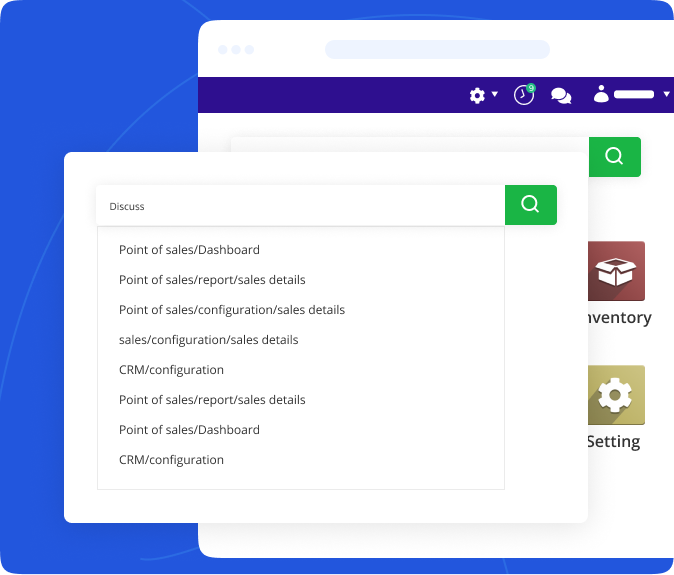 9
Discuss
Point of sales/Dashboard
Point of sales/report/sales details
Point of sales/configuration/sales details
sales/configuration/sales details
CRM/configuration
Point of sales/report/sales details
Point of sales/Dashboard
CRM/configuration
nventory
Setting